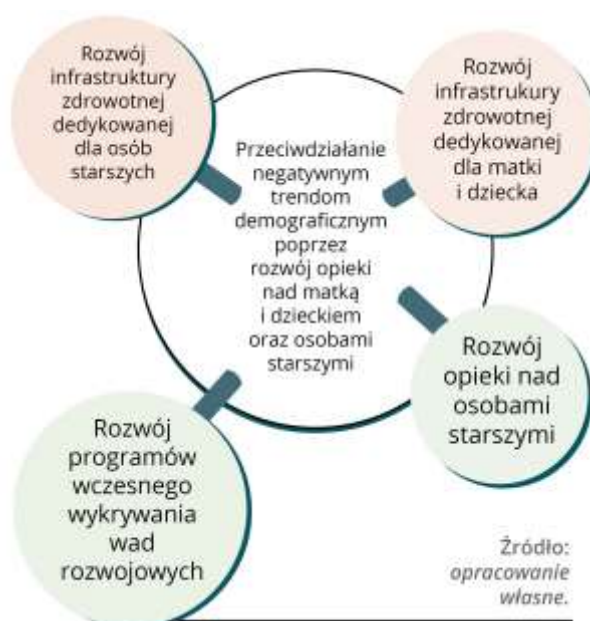 Rozwój
infrastruktury
zdrowotnej
dedykowanej
dla osób
starszych
Rozwój
infrastrukury
zdrowotnej
dedykowanej
dla matki
i dziecka
Przeciwdziałanie
negatywnym
trendom
demograficznym
poprzez
rozwój opieki
nad matką
i dzieckiem
oraz osobami
starszymi
Rozwój
opieki nad
osobami
starszymi
Rozwój
programów
wczesnego
wykrywania
wad
rozwojowych
Źródło:
opracowanie
własne.